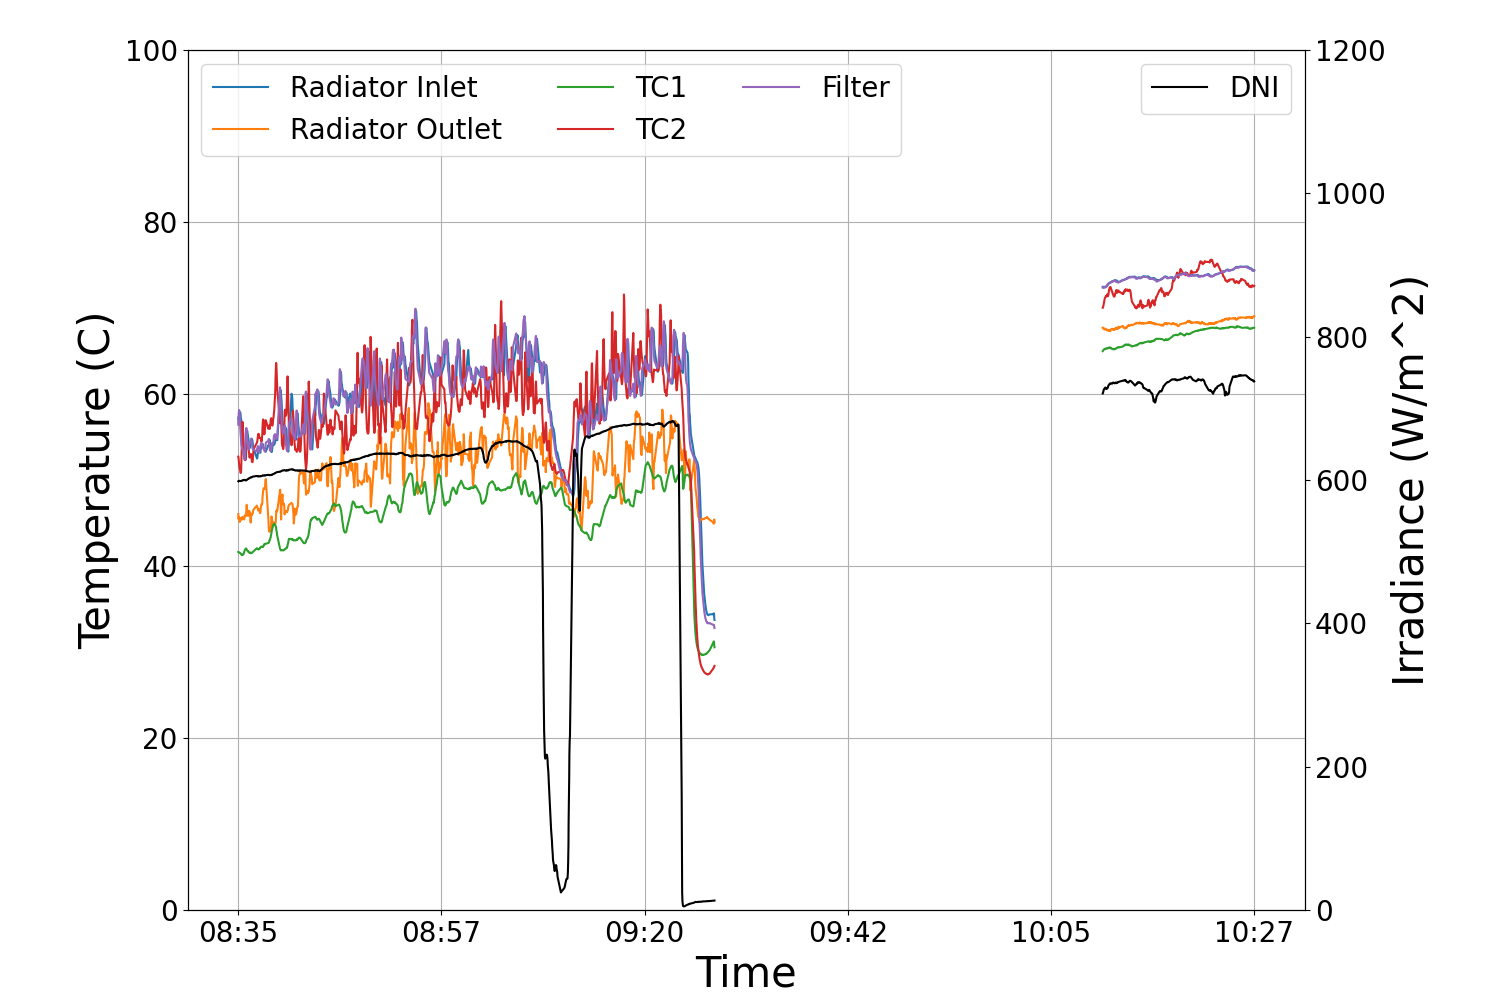 Radiator Inlet
Radiator Outlet
TC1
TC2
Filter
DNI
Temperature (C)
100
80
60
40
20
0
1200
1000
800
600
400
200
0
Irradiance (W/m^2)
08:35 08:57 09:20 09:42 10:05 10:27
Time